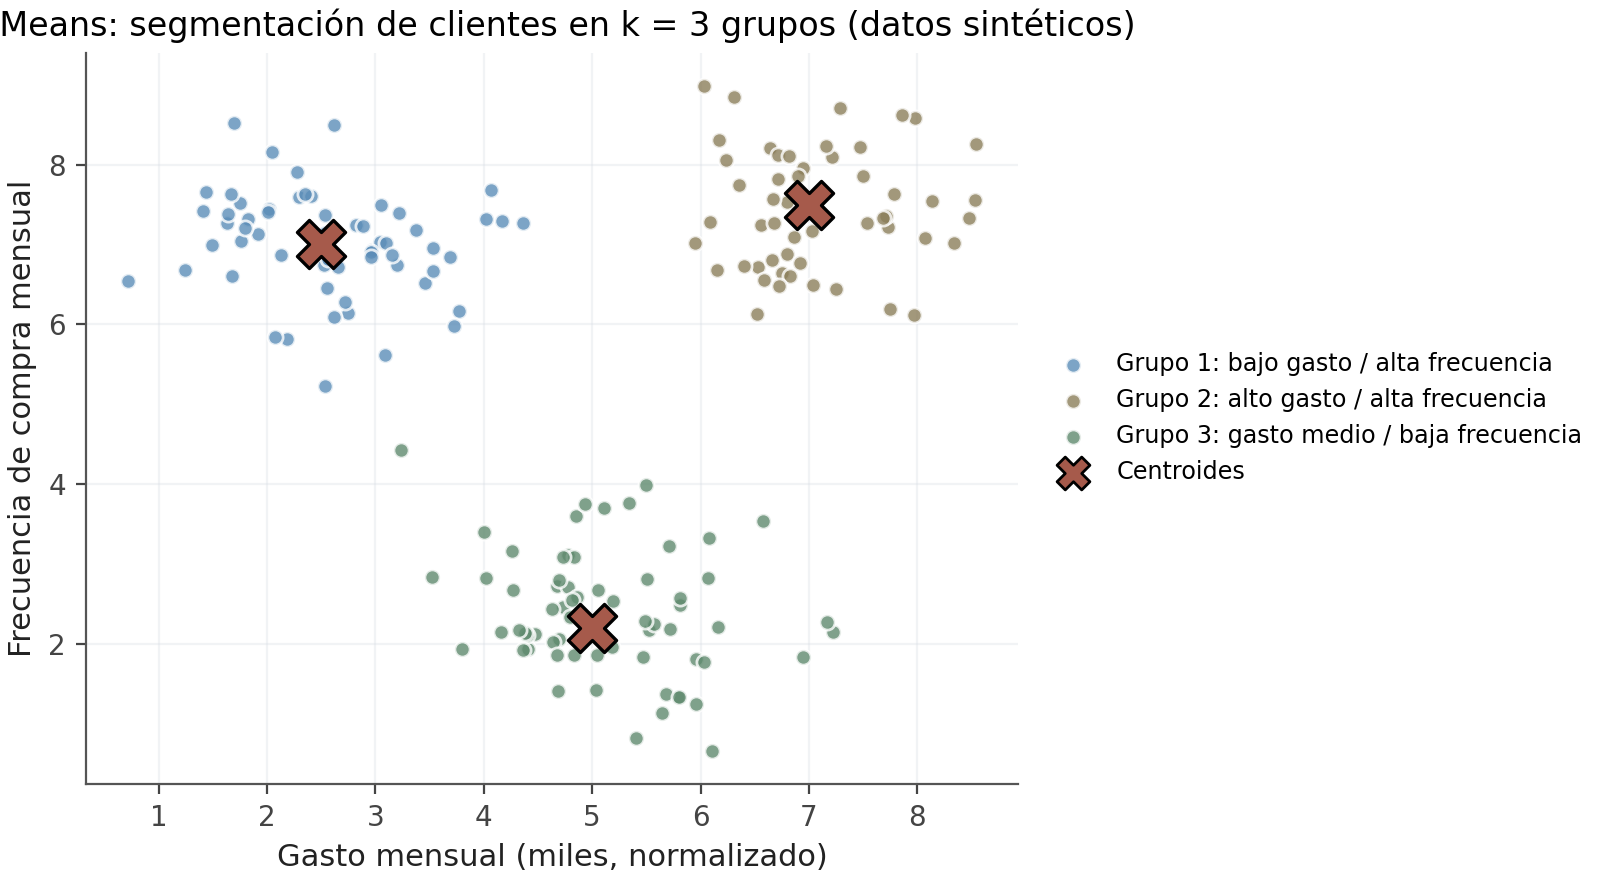 Means: segmentación de clientes en k = 3 grupos (datos sintéticos)
Frecuencia de compra mensual
8
6
4
2
1 2 3 4 5 6 7 8
Gasto mensual (miles, normalizado)
Grupo 1: bajo gasto / alta frecuencia
Grupo 2: alto gasto / alta frecuencia
Grupo 3: gasto medio / baja frecuencia
Centroides